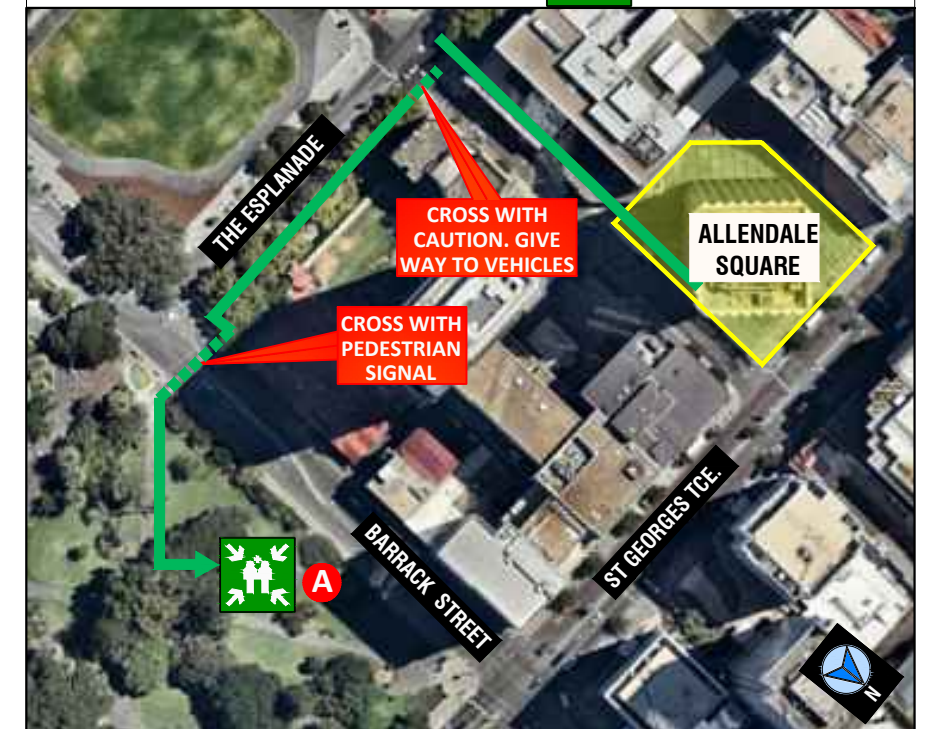 THE ESPLANADE
CROSS WITH
CAUTION. GIVE
WAY TO VEHICLES
ALLENDALE
SQUARE
CROSS WITH
PEDESTRIAN
SIGNAL
ST GEORGES TCE.
BARRACK STREET
A
N